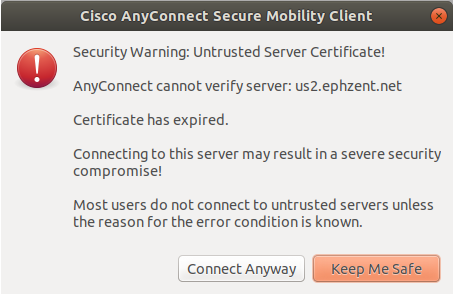 Cisco AnyConnect Secure Mobility Client
Security Warning: Untrusted Server Certificate!
AnyConnect cannot verify server: us2.ephzent.net
Certificate has expired.
Connecting to this server may result in a severe security
compromise!
Most users do not connect to untrusted servers unless
the reason for the error condition is known.
Connect Anyway
Keep Me Safe